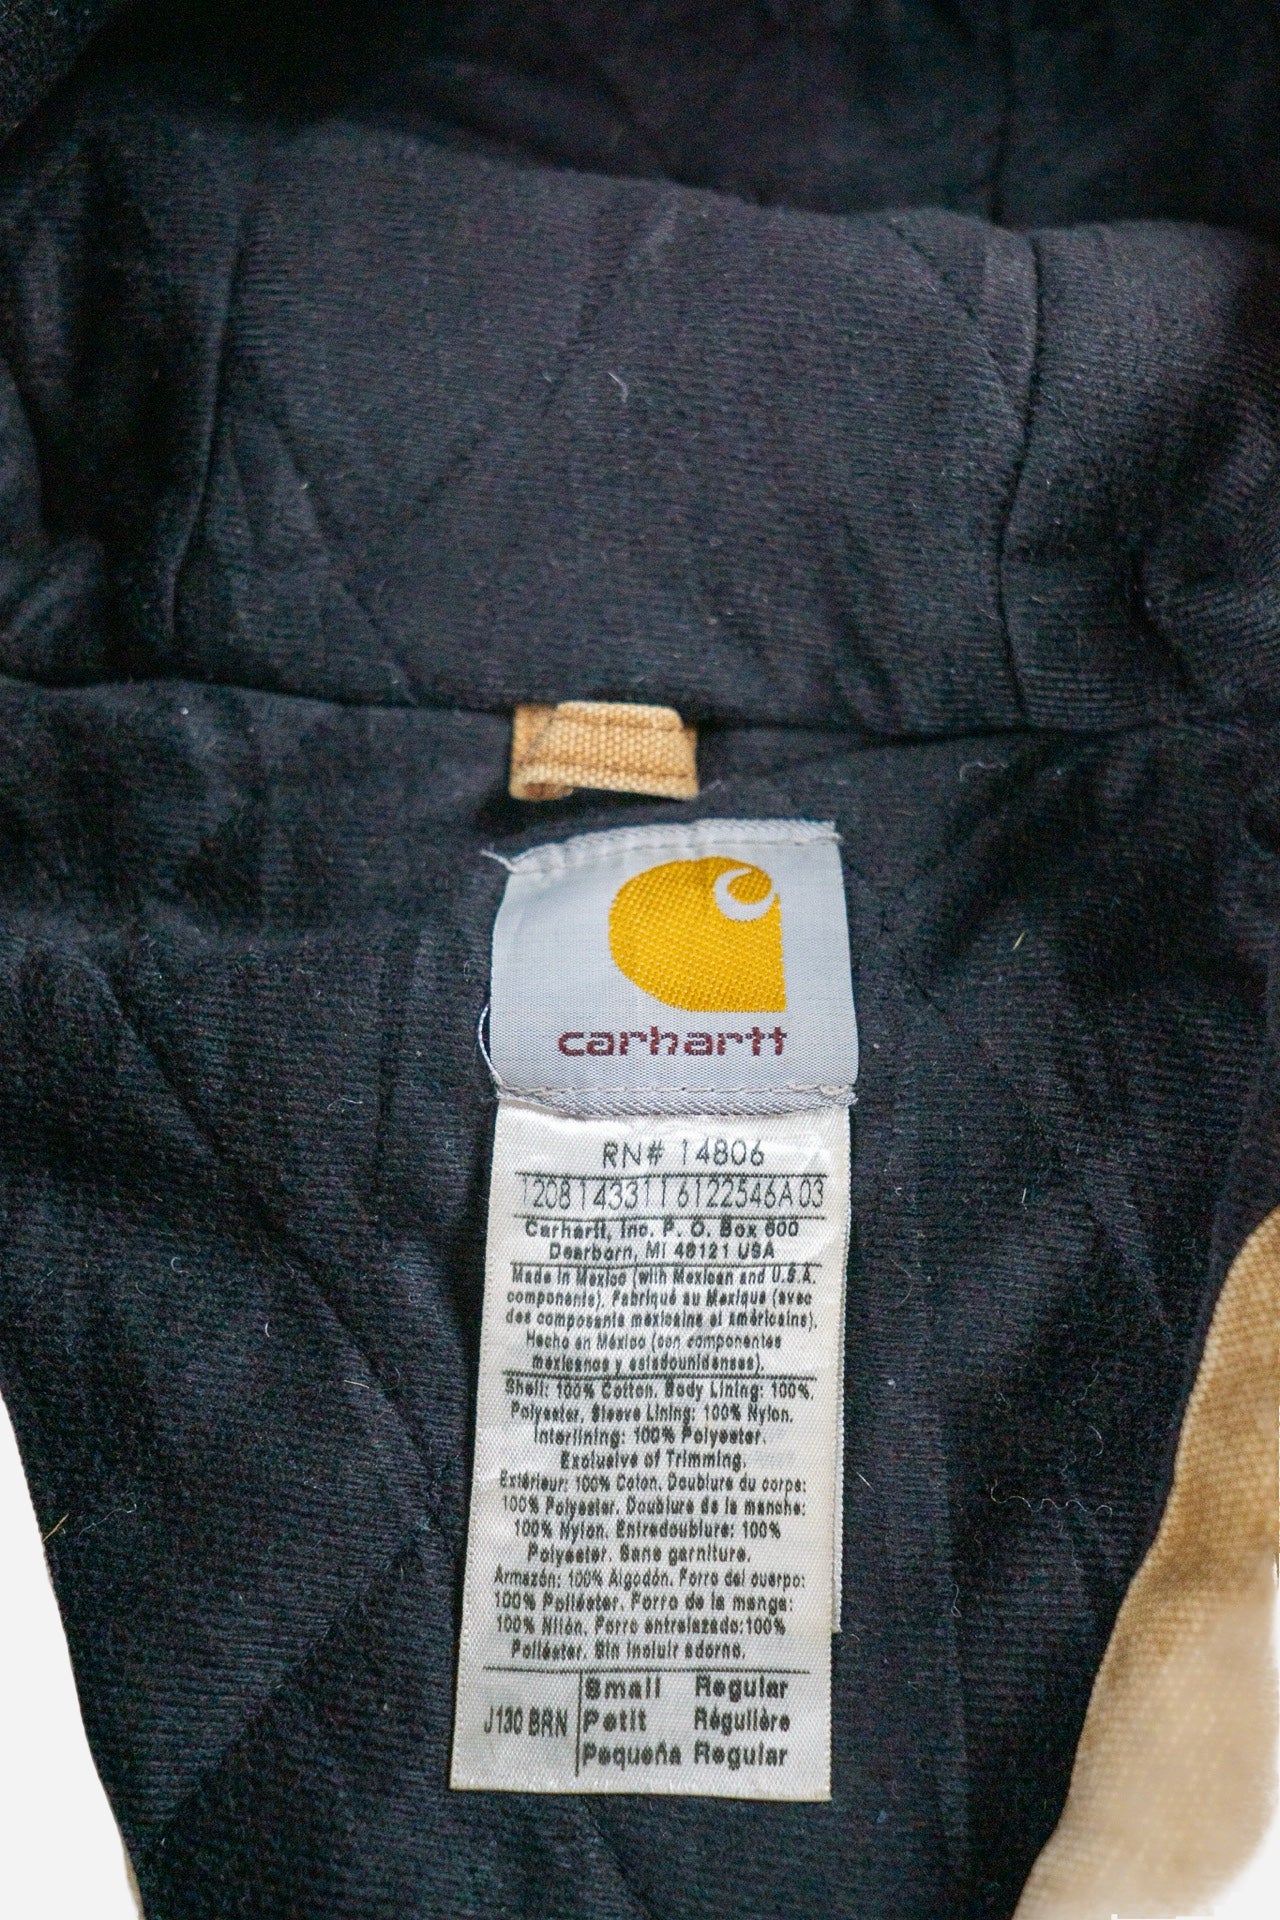 carhartt
RN# 14806
1208 14331 16122546A 03
Carhartt, Inc. P. O. Box 600
Dearborn, MI 48121 USA
Made in Mexico (with Mexican and U.S.A.
components). Fabriqué au Mexique (avec
des composants mexicains et américains).
Hecho en México (con componentes
mexicanos y estadounidenses).
Shell: 100% Cotton. Body Lining: 100%.
Polyester. Sleeve Lining: 100% Nylon.
Interlining: 100% Polyester.
Exclusive of Trimming.
Extérieur: 100% Coton. Doublure du corps:
100% Polyester. Doublure de la manche:
100% Nylon. Entredoublure: 100%
Polyester. Sans garniture.
Armazón: 100% Algodón. Forro del cuerpo:
100% Poliéster. Forro de la manga:
100% Nilón. Forro entrelazado:100%
Poliéster. Sin incluir adorno.
J130 BRN Small Regular
Petit Régulière
Pequeña Regular